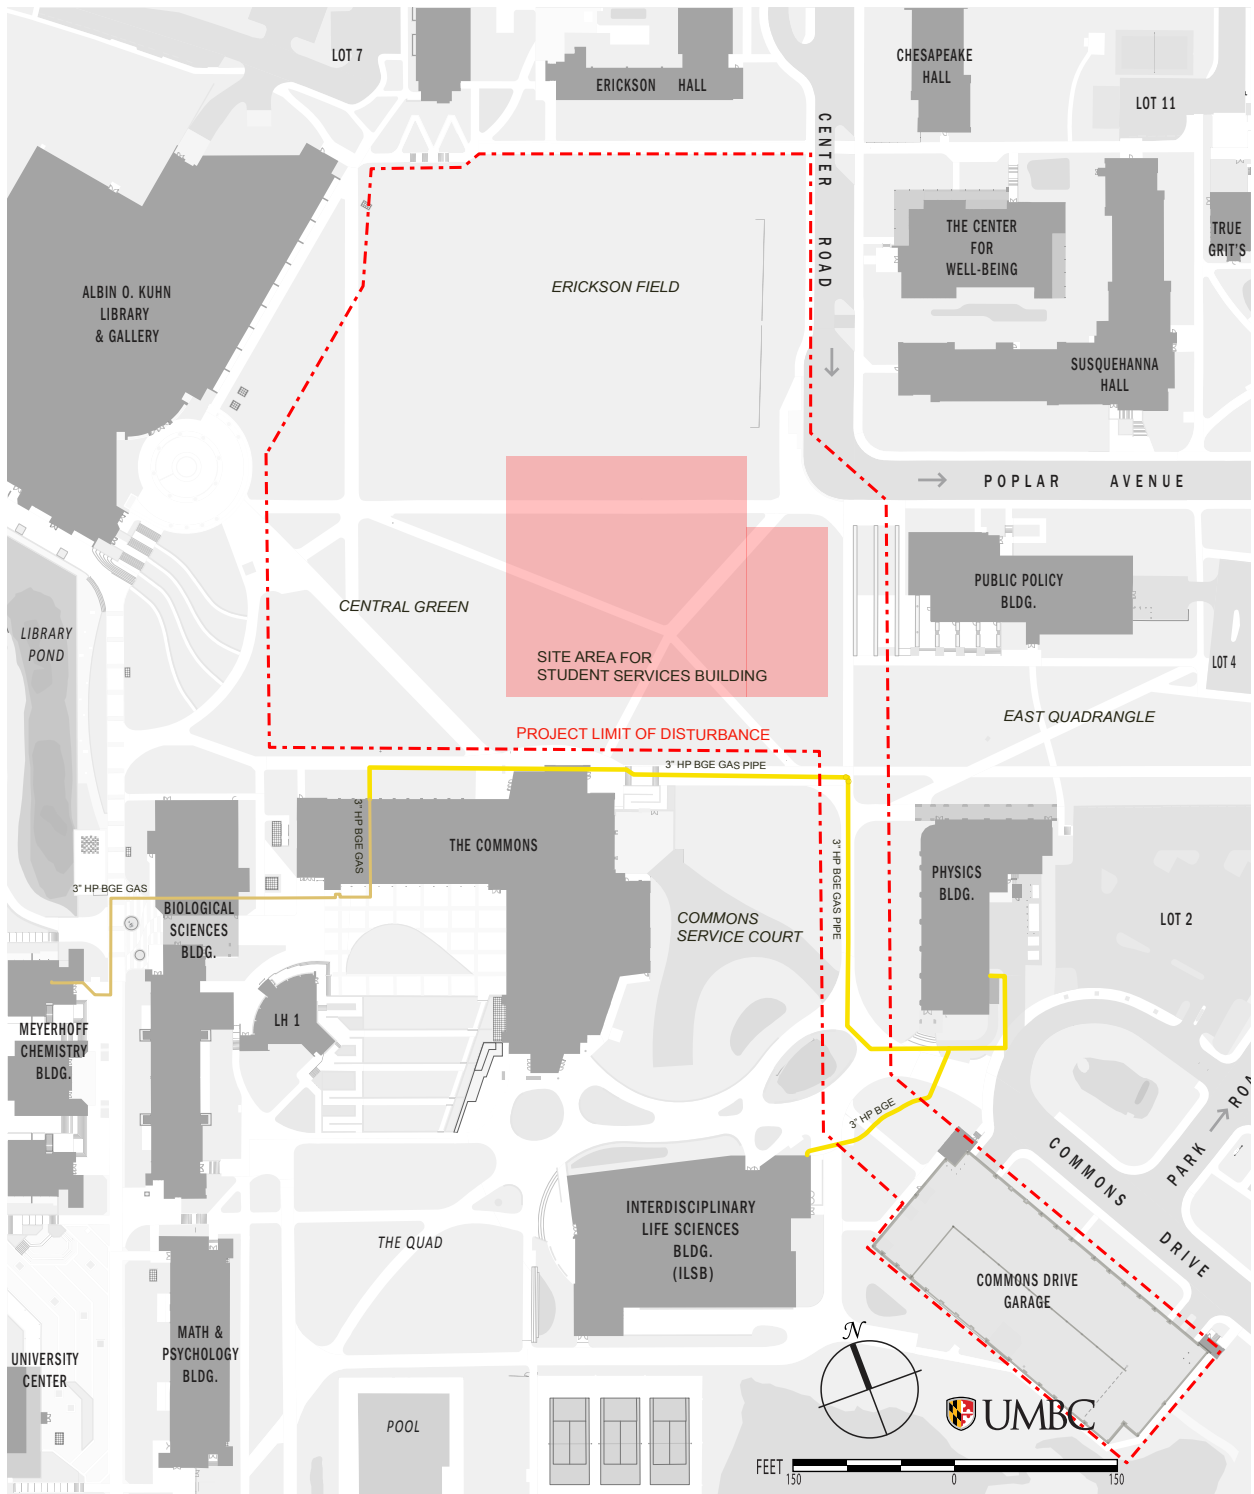 LOT 7
ERICKSON HALL
CHESAPEAKE
HALL
LOT 11
CENTER ROAD
THE CENTER
FOR
WELL-BEING
TRUE
GRIT'S
ERICKSON FIELD
ALBIN O. KUHN
LIBRARY
& GALLERY
SUSQUEHANNA
HALL
POPLAR AVENUE
PUBLIC POLICY
BLDG.
CENTRAL GREEN
LIBRARY
POND
SITE AREA FOR
STUDENT SERVICES BUILDING
LOT 4
EAST QUADRANGLE
PROJECT LIMIT OF DISTURBANCE
3" HP BGE GAS PIPE
3" HP BGE GAS
THE COMMONS
3" HP BGE GAS PIPE
PHYSICS
BLDG.
3" HP BGE GAS
BIOLOGICAL
SCIENCES
BLDG.
COMMONS
SERVICE COURT
LOT 2
LH 1
MEYERHOFF
CHEMISTRY
BLDG.
3" HP BGE
COMMONS DRIVE
PARK
INTERDISCIPLINARY
LIFE SCIENCES
BLDG.
(ILSB)
THE QUAD
COMMONS DRIVE
GARAGE
MATH &
PSYCHOLOGY
BLDG.
UNIVERSITY
CENTER
N
UMBC
POOL
FEET
150 0 150